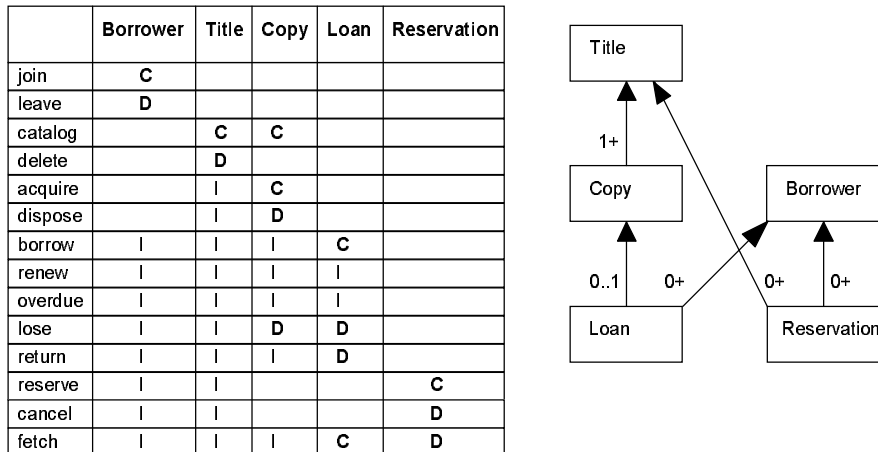 Borrower Title Copy Loan Reservation
join C
leave D
catalog C C
delete D
acquire I C
dispose I D
borrow I I I C
renew I I I I
overdue I I I I
lose I I D D
return I I I D
reserve I I C
cancel I I D
fetch I I I C D
Title
1+
Copy Borrower
0..1 0+ 0+ 0+
Loan Reservation